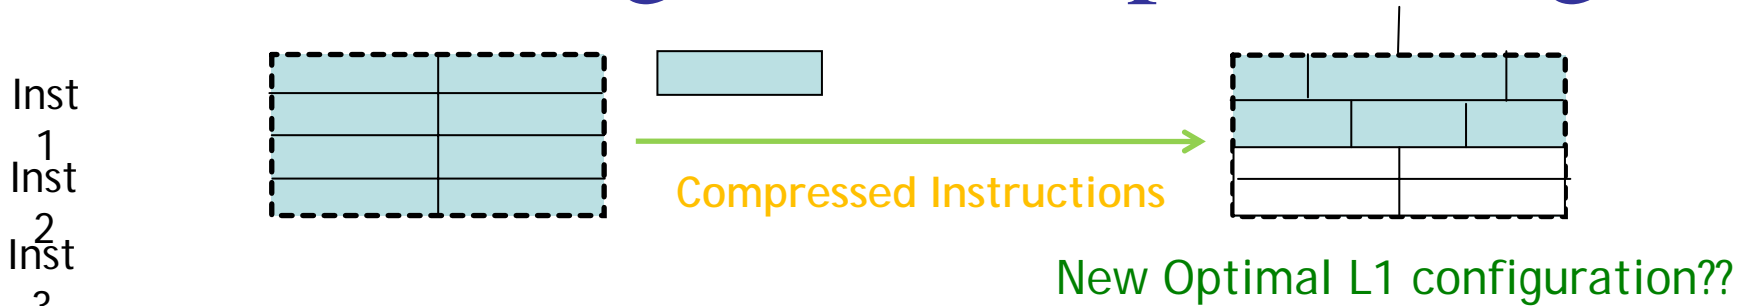 Inst
1
Inst
2
Inst
Compressed Instructions
New Optimal L1 configuration??